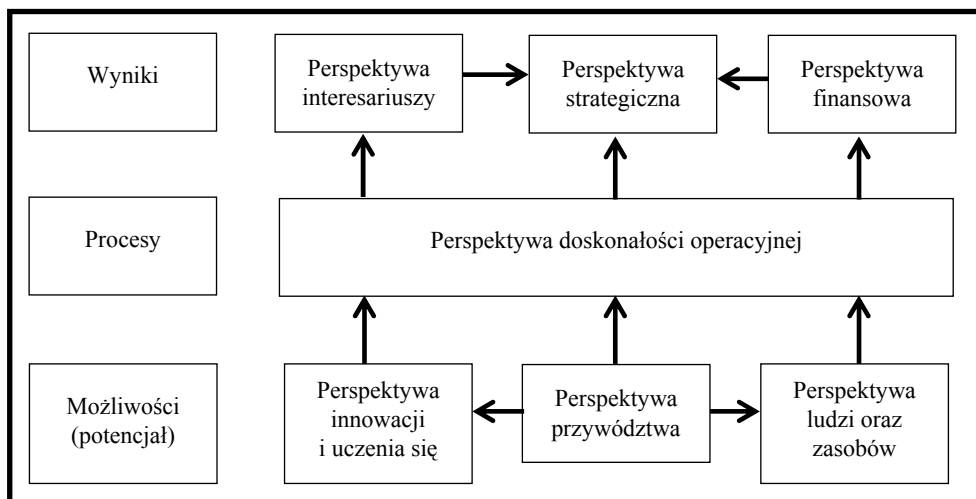 Wyniki
Perspektywa
interesariuszy
Perspektywa
strategiczna
Perspektywa
finansowa
Procesy
Perspektywa doskonałości operacyjnej
Możliwości
(potencjał)
Perspektywa
innowacji
i uczenia się
Perspektywa
przywództwa
Perspektywa
ludzi oraz
zasobów